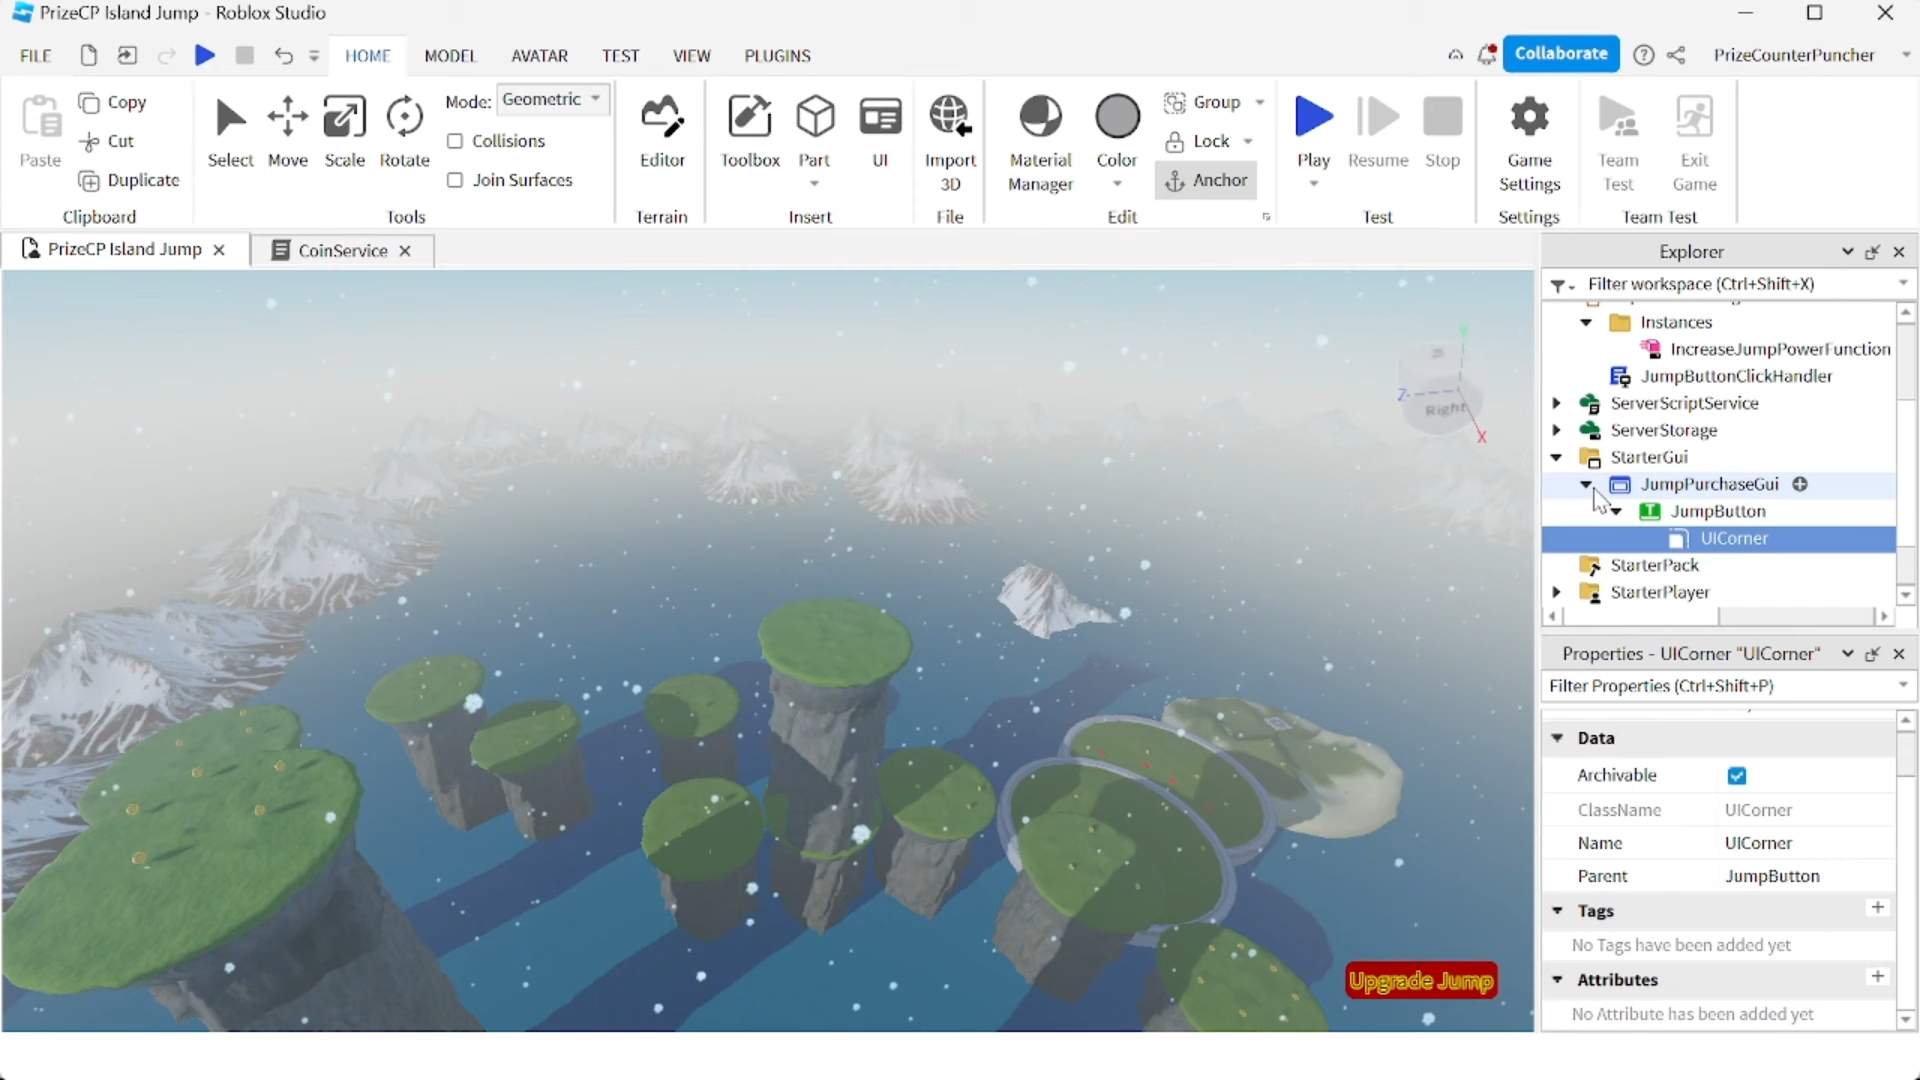 PrizeCP Island Jump - Roblox Studio
FILE HOME MODEL AVATAR TEST VIEW PLUGINS Collaborate PrizeCounterPuncher
Copy Mode: Geometric Group
Cut Collisions Lock
Paste Select Move Scale Rotate Editor Toolbox Part UI Import 3D Material Manager Color Play Resume Stop Game Settings Team Test Exit Game
Duplicate Join Surfaces Anchor
Clipboard Tools Terrain Insert File Edit Test Settings Team Test
PrizeCP Island Jump CoinService
Explorer
Filter workspace (Ctrl+Shift+X)
Instances
IncreaseJumpPowerFunction
JumpButtonClickHandler
ServerScriptService
ServerStorage
StarterGui
JumpPurchaseGui
JumpButton
UICorner
StarterPack
StarterPlayer
Y
Z
Right
X
Upgrade Jump
Properties - UICorner "UICorner"
Filter Properties (Ctrl+Shift+P)
Data
Archivable
ClassName UICorner
Name UICorner
Parent JumpButton
Tags
No Tags have been added yet
Attributes
No Attribute has been added yet